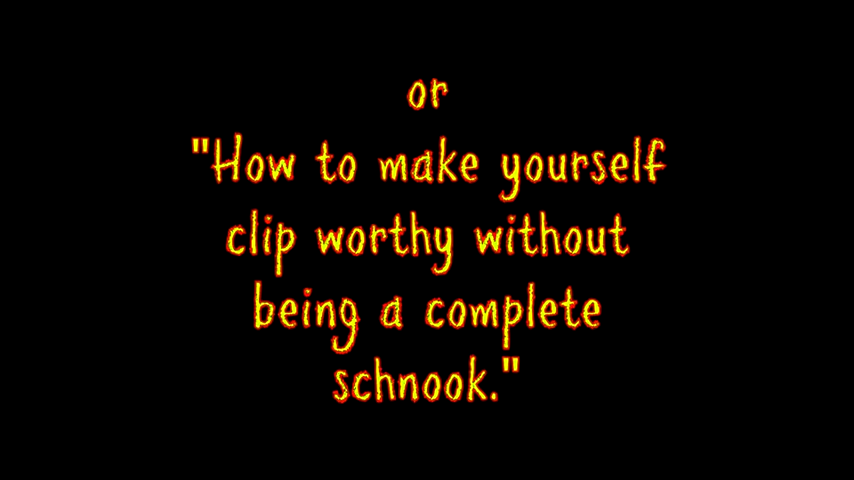 or
"How to make yourself
clip worthy without
being a complete
schnook."